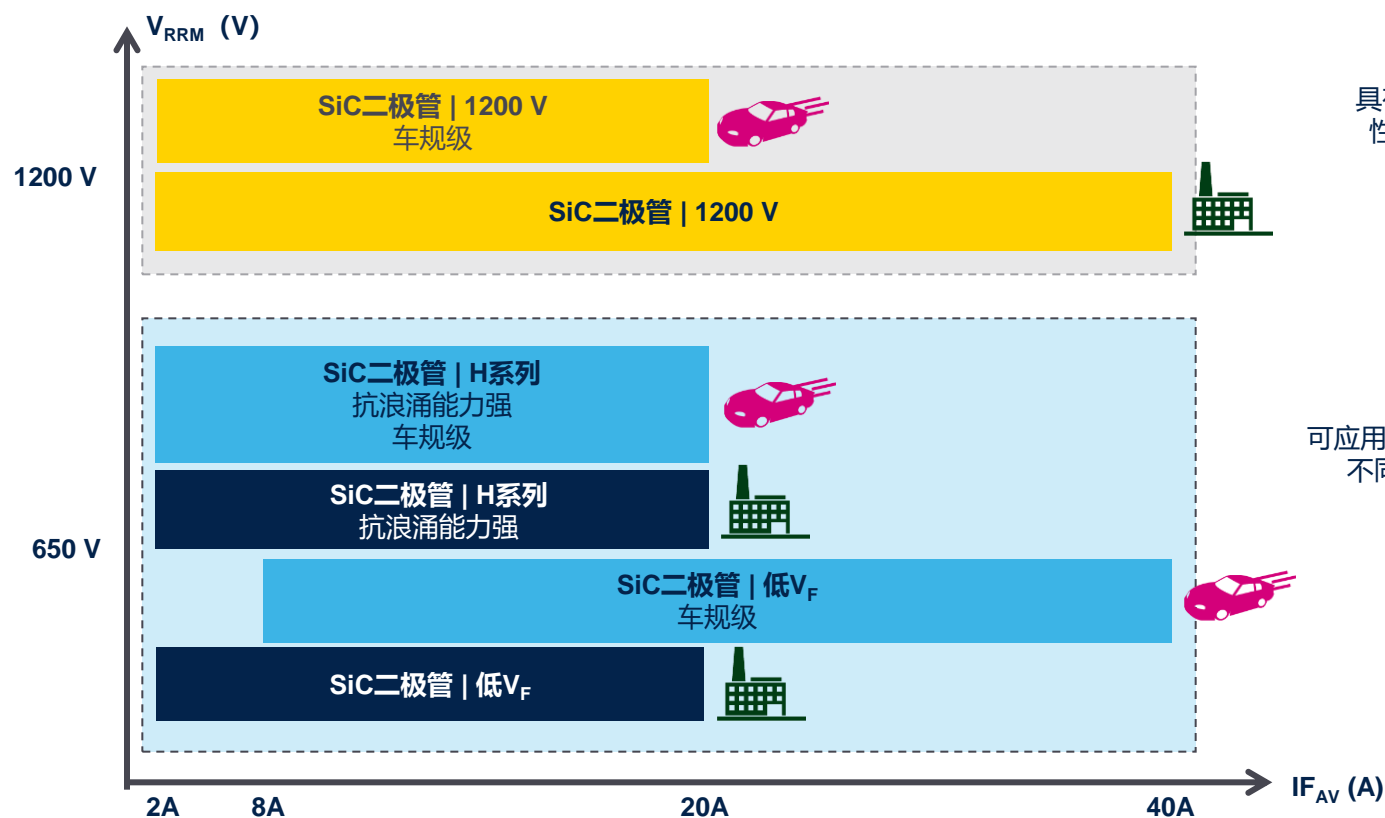 V_RRM (V)
SiC二极管 | 1200 V
车规级
1200 V
SiC二极管 | 1200 V
具
性
SiC二极管 | H系列
抗浪涌能力强
车规级
SiC二极管 | H系列
抗浪涌能力强
可应用
不同
650 V
SiC二极管 | 低V_F
车规级
SiC二极管 | 低V_F
IF_AV (A)
2A 8A 20A 40A